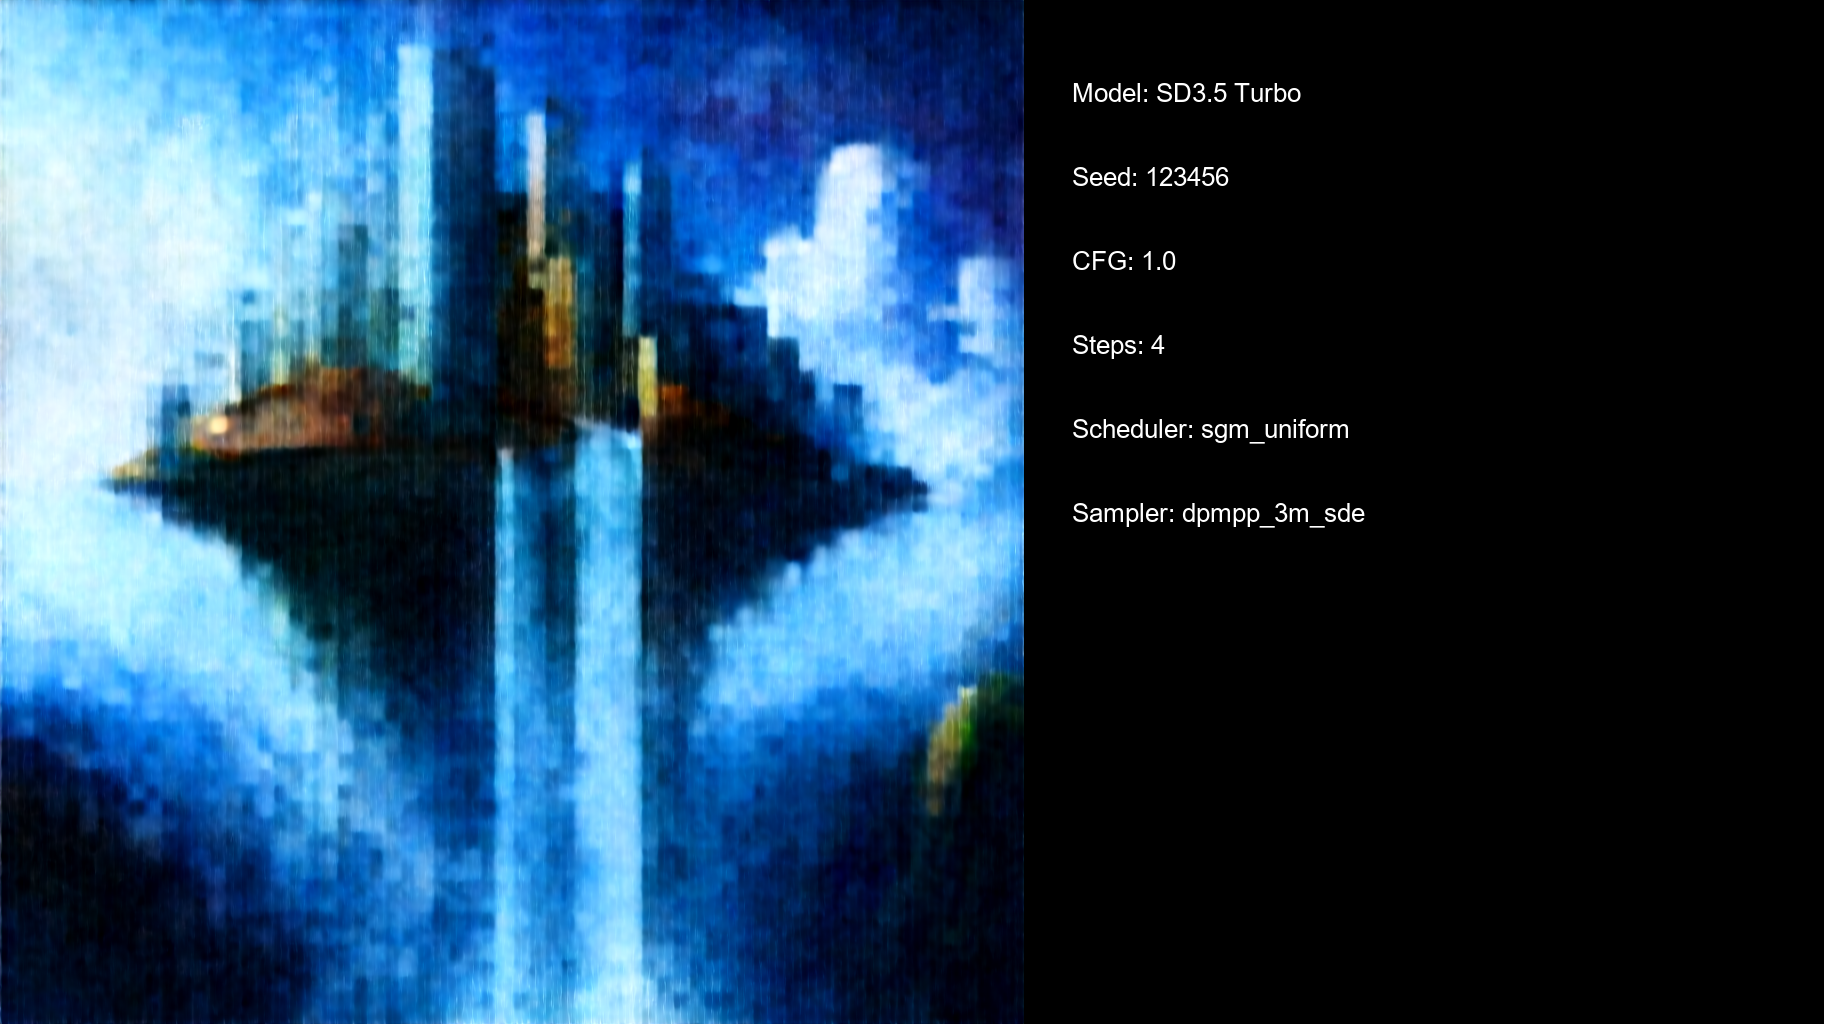 Model: SD3.5 Turbo
Seed: 123456
CFG: 1.0
Steps: 4
Scheduler: sgm_uniform
Sampler: dpmpp_3m_sde